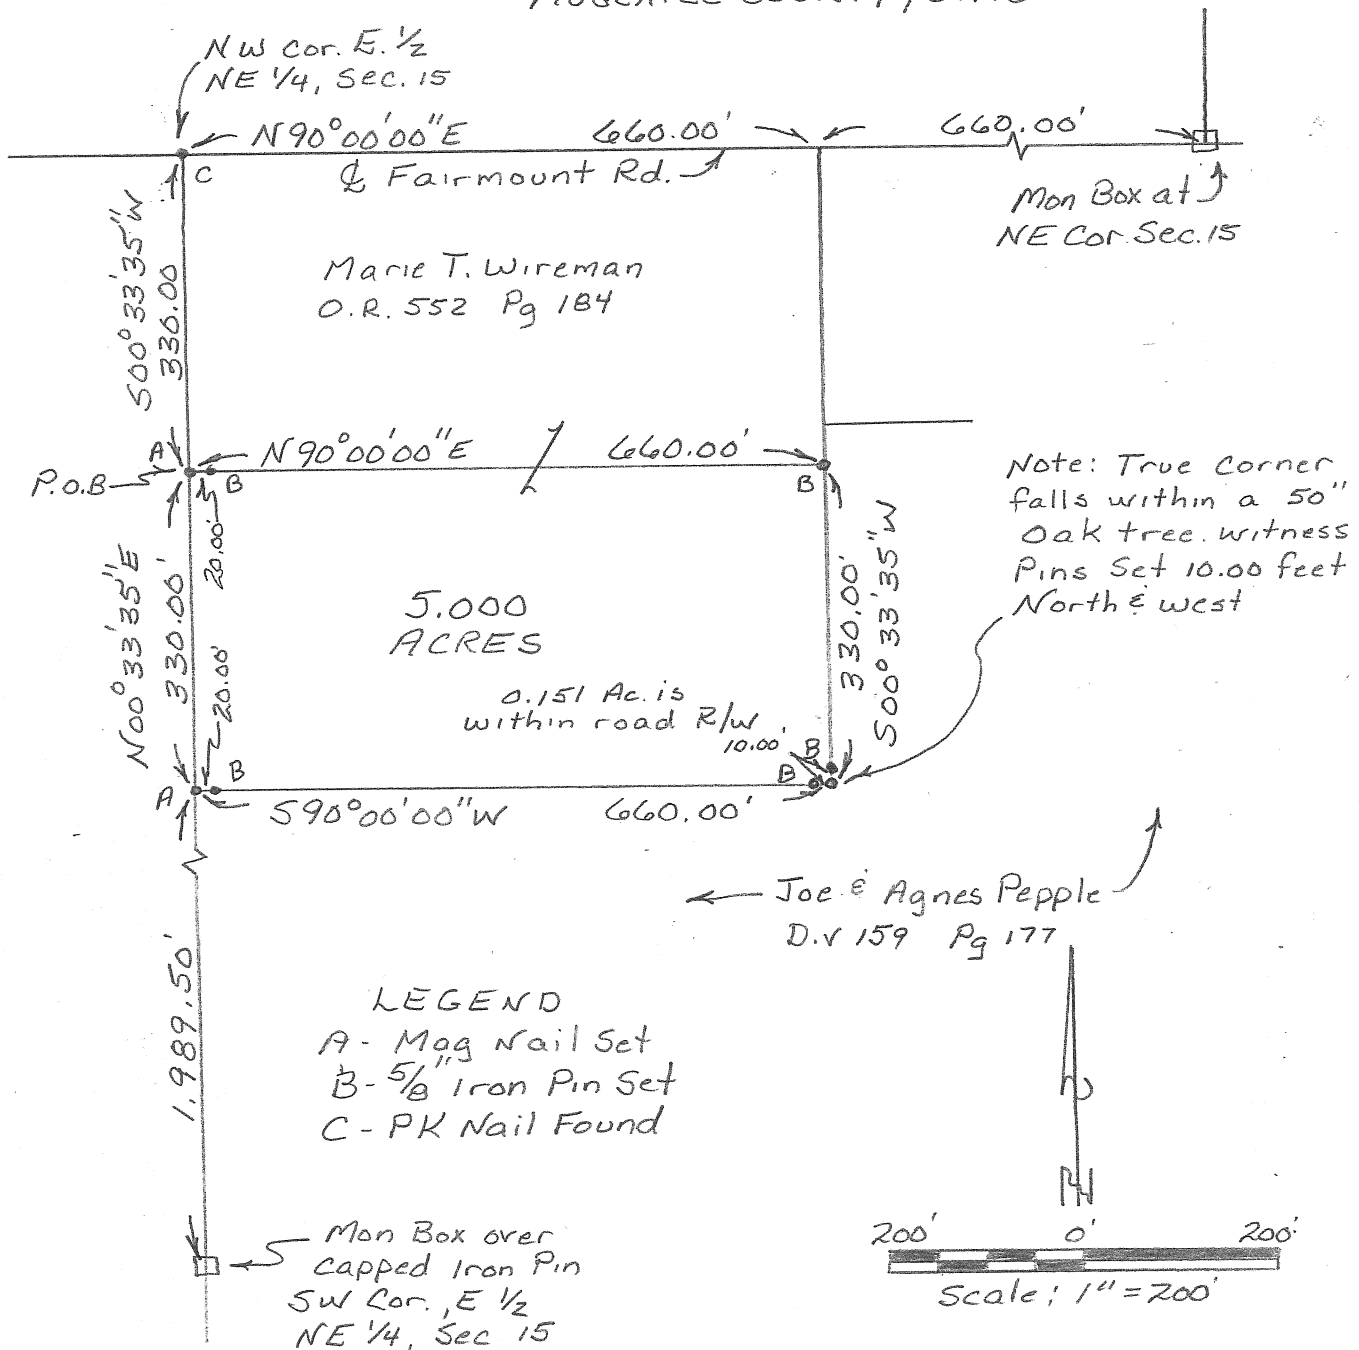 NW Cor. E. 1/2
NE 1/4, Sec. 15
N90°00'00"E 660.00' 660.00'
C ℄ Fairmount Rd.
Mon Box at
NE Cor Sec. 15
S00°33'35"W
330.00
Marie T. Wireman
O.R. 552 Pg 184
A N90°00'00"E 660.00'
P.O.B B B
Note: True Corner
falls within a 50"
Oak tree. witness
Pins Set 10.00 feet
North & west
N00°33'35"E
330.00'
20.00'
20.00'
5.000
ACRES
330.00'
S00°33'35"W
0.151 Ac. is
within road R/W
10.00' B
A B B
S90°00'00"W 660.00'
Joe & Agnes Pepple
D.V 159 Pg 177
1,989.50'
LEGEND
A - Mag Nail Set
B - 5/8" Iron Pin Set
C - PK Nail Found
N
200' 0' 200'
Scale; 1" = 200'
Mon Box over
capped Iron Pin
SW Cor., E 1/2
NE 1/4, Sec 15